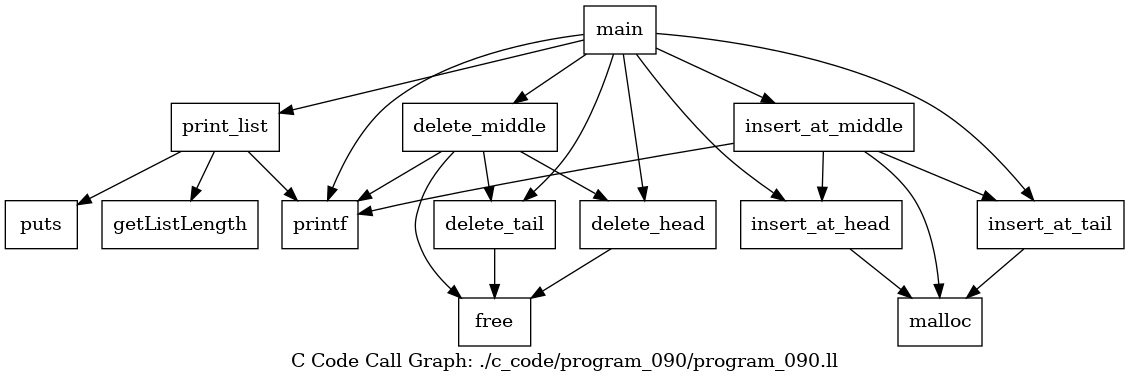 main
print_list
delete_middle
insert_at_middle
puts
getListLength
printf
delete_tail
delete_head
insert_at_head
insert_at_tail
free
malloc
C Code Call Graph: ./c_code/program_090/program_090.ll